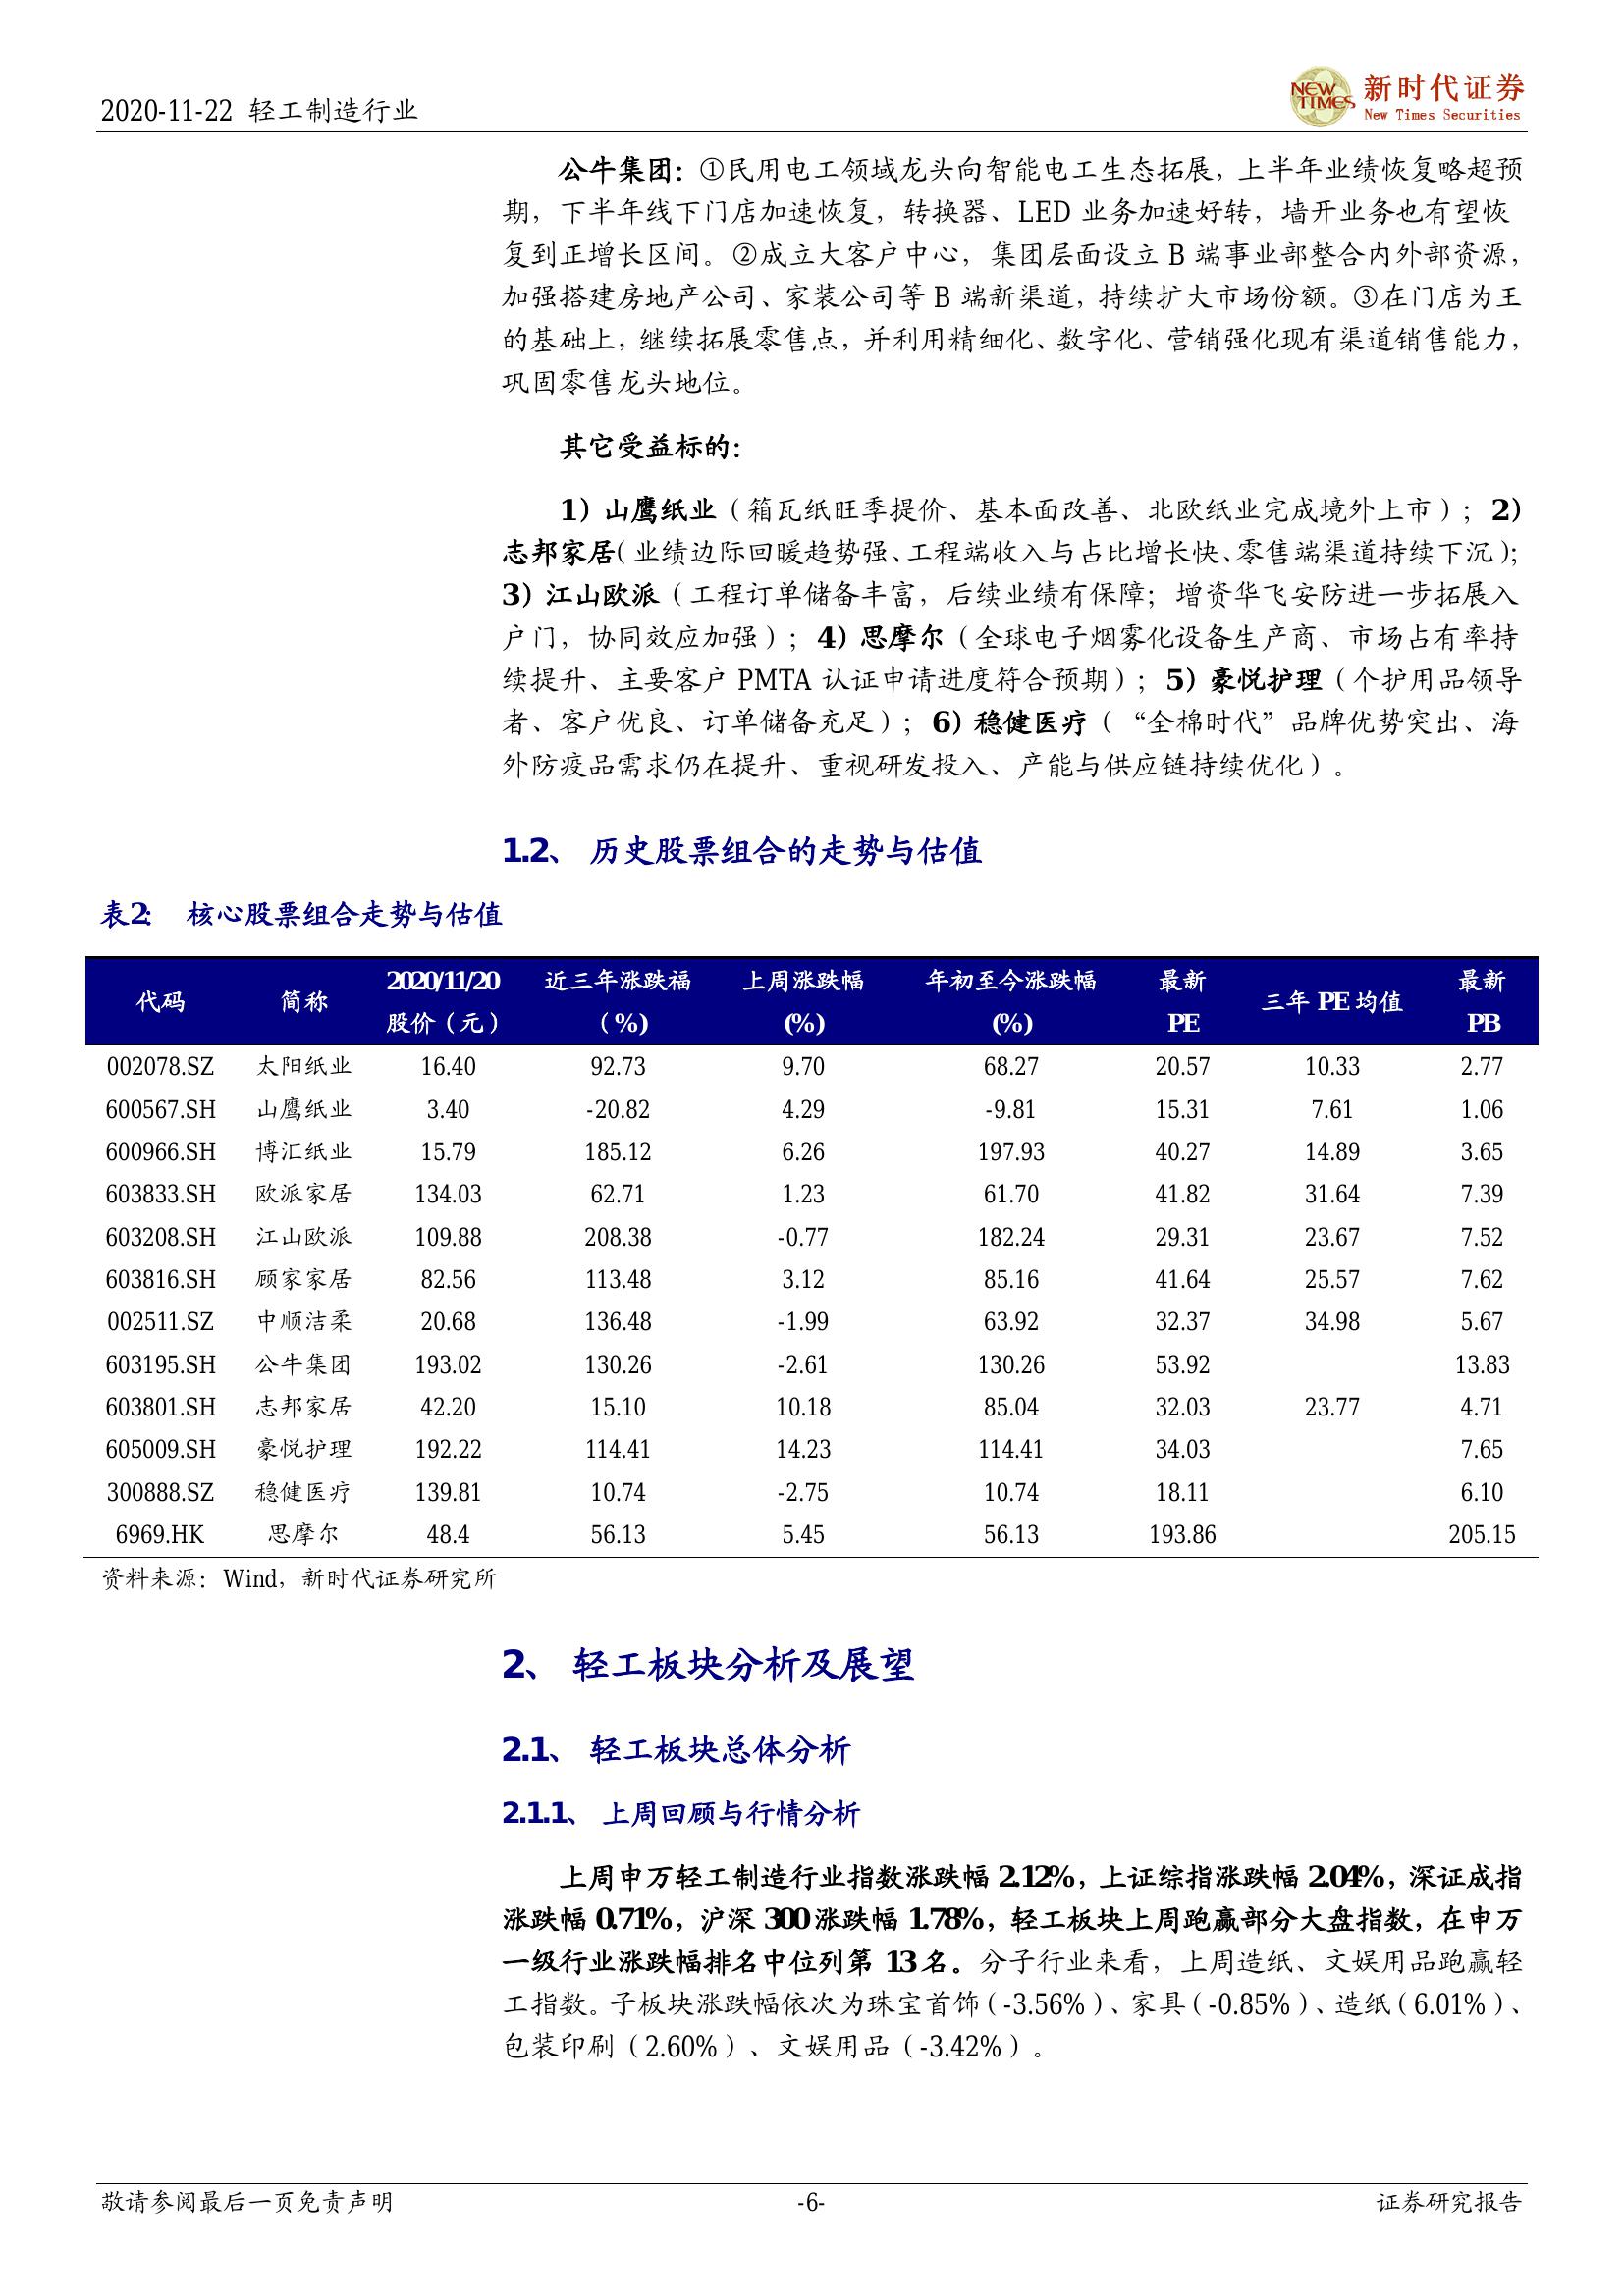 2020-11-22 轻工制造行业
NEW TIMES 新时代证券
New Times Securities
公牛集团：①民用电工领域龙头向智能电工生态拓展，上半年业绩恢复略超预
期，下半年线下门店加速恢复，转换器、LED 业务加速好转，墙开业务也有望恢
复到正增长区间。②成立大客户中心，集团层面设立 B 端事业部整合内外部资源，
加强搭建房地产公司、家装公司等 B 端新渠道，持续扩大市场份额。③在门店为王
的基础上，继续拓展零售点，并利用精细化、数字化、营销强化现有渠道销售能力，
巩固零售龙头地位。
其它受益标的：
1）山鹰纸业（箱瓦纸旺季提价、基本面改善、北欧纸业完成境外上市）；2）
志邦家居（业绩边际回暖趋势强、工程端收入与占比增长快、零售端渠道持续下沉）；
3）江山欧派（工程订单储备丰富，后续业绩有保障；增资华飞安防进一步拓展入
户门，协同效应加强）；4）思摩尔（全球电子烟雾化设备生产商、市场占有率持
续提升、主要客户 PMTA 认证申请进度符合预期）；5）豪悦护理（个护用品领导
者、客户优良、订单储备充足）；6）稳健医疗（“全棉时代”品牌优势突出、海
外防疫品需求仍在提升、重视研发投入、产能与供应链持续优化）。
1.2、 历史股票组合的走势与估值
表2： 核心股票组合走势与估值
代码 简称 2020/11/20 股价（元） 近三年涨跌福（%） 上周涨跌幅(%) 年初至今涨跌幅(%) 最新PE 三年 PE 均值 最新PB
002078.SZ 太阳纸业 16.40 92.73 9.70 68.27 20.57 10.33 2.77
600567.SH 山鹰纸业 3.40 -20.82 4.29 -9.81 15.31 7.61 1.06
600966.SH 博汇纸业 15.79 185.12 6.26 197.93 40.27 14.89 3.65
603833.SH 欧派家居 134.03 62.71 1.23 61.70 41.82 31.64 7.39
603208.SH 江山欧派 109.88 208.38 -0.77 182.24 29.31 23.67 7.52
603816.SH 顾家家居 82.56 113.48 3.12 85.16 41.64 25.57 7.62
002511.SZ 中顺洁柔 20.68 136.48 -1.99 63.92 32.37 34.98 5.67
603195.SH 公牛集团 193.02 130.26 -2.61 130.26 53.92 13.83
603801.SH 志邦家居 42.20 15.10 10.18 85.04 32.03 23.77 4.71
605009.SH 豪悦护理 192.22 114.41 14.23 114.41 34.03 7.65
300888.SZ 稳健医疗 139.81 10.74 -2.75 10.74 18.11 6.10
6969.HK 思摩尔 48.4 56.13 5.45 56.13 193.86 205.15
资料来源：Wind，新时代证券研究所
2、 轻工板块分析及展望
2.1、 轻工板块总体分析
2.1.1、 上周回顾与行情分析
上周申万轻工制造行业指数涨跌幅 2.12%，上证综指涨跌幅 2.04%，深证成指
涨跌幅 0.71%，沪深 300 涨跌幅 1.78%，轻工板块上周跑赢部分大盘指数，在申万
一级行业涨跌幅排名中位列第 13 名。分子行业来看，上周造纸、文娱用品跑赢轻
工指数。子板块涨跌幅依次为珠宝首饰（-3.56%）、家具（-0.85%）、造纸（6.01%）、
包装印刷（2.60%）、文娱用品（-3.42%）。
敬请参阅最后一页免责声明 -6- 证券研究报告